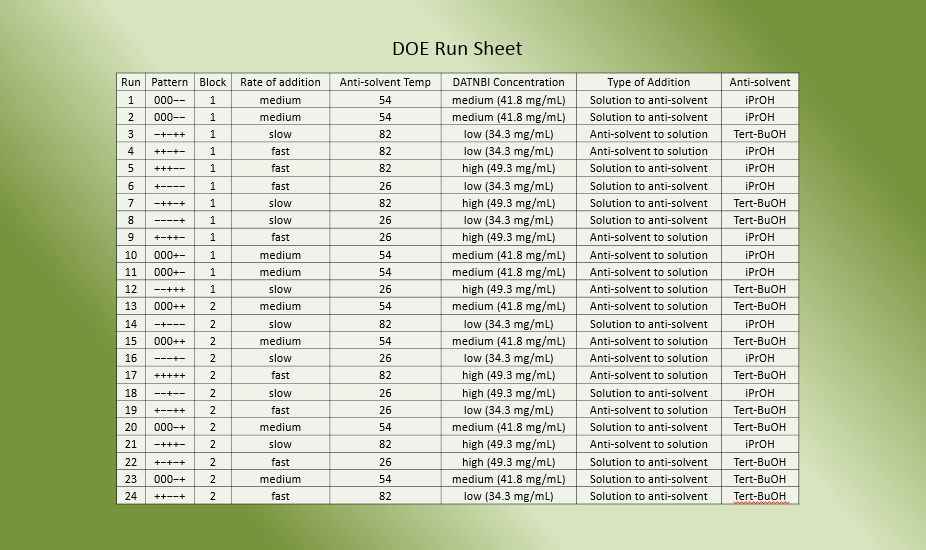 DOE Run Sheet
Run Pattern Block Rate of addition Anti-solvent Temp DATNBI Concentration Type of Addition Anti-solvent
1 000−− 1 medium 54 medium (41.8 mg/mL) Solution to anti-solvent iPrOH
2 000−− 1 medium 54 medium (41.8 mg/mL) Solution to anti-solvent iPrOH
3 −+−++ 1 slow 82 low (34.3 mg/mL) Anti-solvent to solution Tert-BuOH
4 ++−+− 1 fast 82 low (34.3 mg/mL) Anti-solvent to solution iPrOH
5 +++−− 1 fast 82 high (49.3 mg/mL) Solution to anti-solvent iPrOH
6 +−−−− 1 fast 26 low (34.3 mg/mL) Solution to anti-solvent iPrOH
7 −++−+ 1 slow 82 high (49.3 mg/mL) Solution to anti-solvent Tert-BuOH
8 −−−−+ 1 slow 26 low (34.3 mg/mL) Solution to anti-solvent Tert-BuOH
9 +−++− 1 fast 26 high (49.3 mg/mL) Anti-solvent to solution iPrOH
10 000+− 1 medium 54 medium (41.8 mg/mL) Anti-solvent to solution iPrOH
11 000+− 1 medium 54 medium (41.8 mg/mL) Anti-solvent to solution iPrOH
12 −−+++ 1 slow 26 high (49.3 mg/mL) Anti-solvent to solution Tert-BuOH
13 000++ 2 medium 54 medium (41.8 mg/mL) Anti-solvent to solution Tert-BuOH
14 −+−−− 2 slow 82 low (34.3 mg/mL) Solution to anti-solvent iPrOH
15 000++ 2 medium 54 medium (41.8 mg/mL) Anti-solvent to solution Tert-BuOH
16 −−−+− 2 slow 26 low (34.3 mg/mL) Anti-solvent to solution iPrOH
17 +++++ 2 fast 82 high (49.3 mg/mL) Anti-solvent to solution Tert-BuOH
18 −−+−− 2 slow 26 high (49.3 mg/mL) Solution to anti-solvent iPrOH
19 +−−++ 2 fast 26 low (34.3 mg/mL) Anti-solvent to solution Tert-BuOH
20 000−+ 2 medium 54 medium (41.8 mg/mL) Solution to anti-solvent Tert-BuOH
21 −+++− 2 slow 82 high (49.3 mg/mL) Anti-solvent to solution iPrOH
22 +−+−+ 2 fast 26 high (49.3 mg/mL) Solution to anti-solvent Tert-BuOH
23 000−+ 2 medium 54 medium (41.8 mg/mL) Solution to anti-solvent Tert-BuOH
24 ++−−+ 2 fast 82 low (34.3 mg/mL) Solution to anti-solvent Tert-BuOH